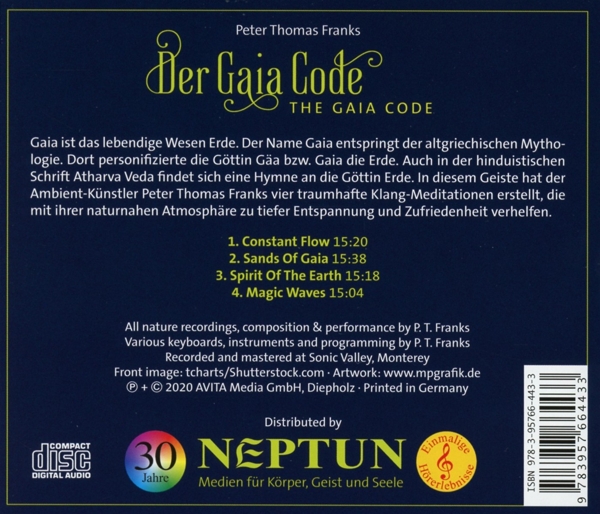 Peter Thomas Franks
Der Gaia Code
THE GAIA CODE
Gaia ist das lebendige Wesen Erde. Der Name Gaia entspringt der altgriechischen Mytho-
logie. Dort personifizierte die Göttin Gäa bzw. Gaia die Erde. Auch in der hinduistischen
Schrift Atharva Veda findet sich eine Hymne an die Göttin Erde. In diesem Geiste hat der
Ambient-Künstler Peter Thomas Franks vier traumhafte Klang-Meditationen erstellt, die
mit ihrer naturnahen Atmosphäre zu tiefer Entspannung und Zufriedenheit verhelfen.
1. Constant Flow 15:20
2. Sands Of Gaia 15:38
3. Spirit Of The Earth 15:18
4. Magic Waves 15:04
All nature recordings, composition & performance by P. T. Franks
Various keyboards, instruments and programming by P. T. Franks
Recorded and mastered at Sonic Valley, Monterey
Front image: tcharts/Shutterstock.com · Artwork: www.mpgrafik.de
℗ + © 2020 AVITA Media GmbH, Diepholz · Printed in Germany
Distributed by
COMPACT
disc
DIGITAL AUDIO
30
Jahre
NEPTUN
Medien für Körper, Geist und Seele
Einmalige
Hörerlebnisse
ISBN 978-3-95766-443-3
9 783957 664433